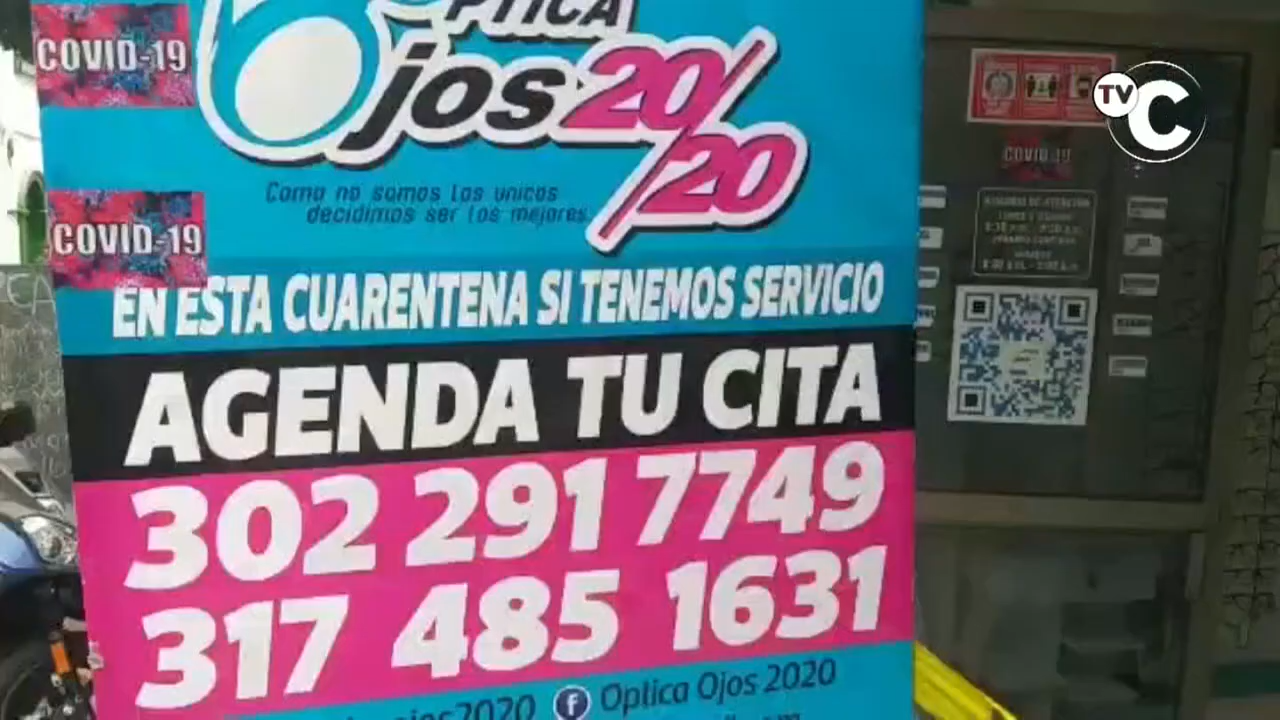 COVID-19
OPTICA
Ojos 20/20
Como no somos los unicos
decidimos ser los mejores.
COVID-19
EN ESTA CUARENTENA SI TENEMOS SERVICIO
AGENDA TU CITA
302 291 7749
317 485 1631
ojos2020 f Optica Ojos 2020
TV C
COVID-19